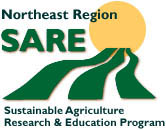 Northeast Region
SARE
Sustainable Agriculture
Research & Education Program